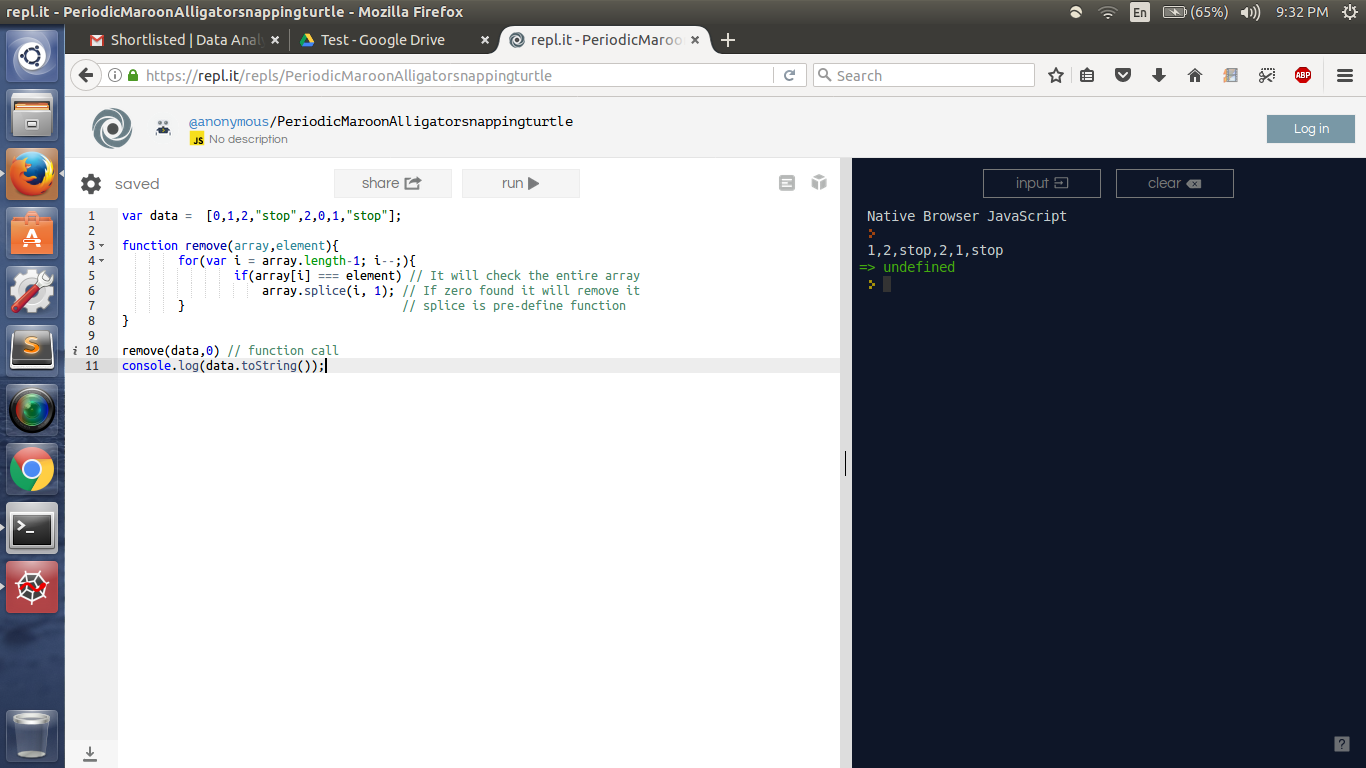 repl.it - PeriodicMaroonAlligatorsnappingturtle - Mozilla Firefox
En (65%) 9:32 PM
Shortlisted | Data Anal
Test - Google Drive
repl.it - PeriodicMaroo
https://repl.it/repls/PeriodicMaroonAlligatorsnappingturtle
Search
ABP
@anonymous/PeriodicMaroonAlligatorsnappingturtle
JS No description
Log in
saved
share
run
input
clear
1 var data =  [0,1,2,"stop",2,0,1,"stop"];
2
3 function remove(array,element){
4         for(var i = array.length-1; i--;){
5                 if(array[i] === element) // It will check the entire array
6                     array.splice(i, 1); // If zero found it will remove it
7         }                               // splice is pre-define function
8 }
9
i 10 remove(data,0) // function call
11 console.log(data.toString());
Native Browser JavaScript
1,2,stop,2,1,stop
=> undefined
?